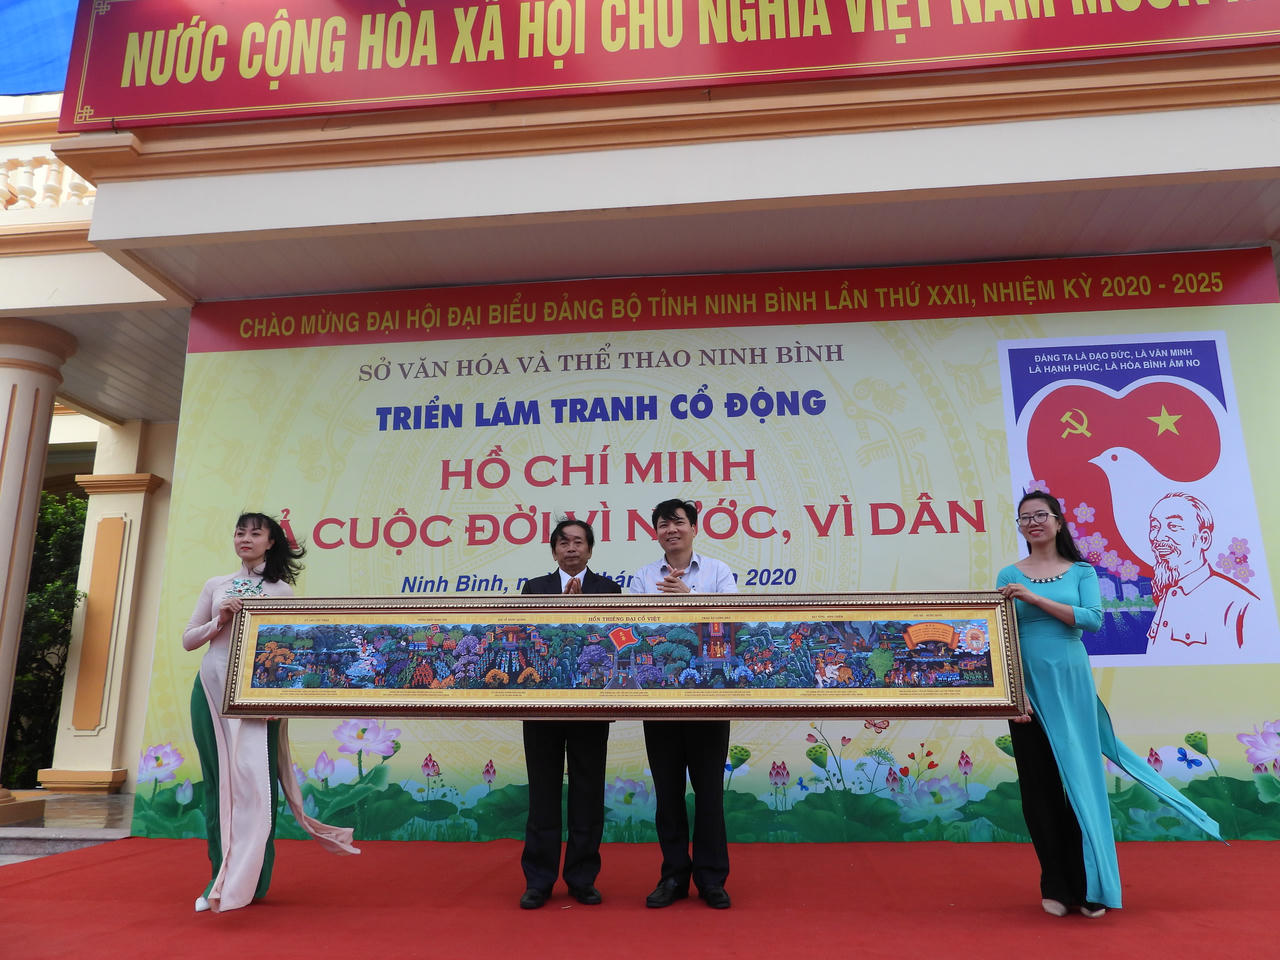 NƯỚC CỘNG HÒA XÃ HỘI CHỦ NGHĨA VIỆT NAM MUÔN
CHÀO MỪNG ĐẠI HỘI ĐẠI BIỂU ĐẢNG BỘ TỈNH NINH BÌNH LẦN THỨ XXII, NHIỆM KỲ 2020 - 2025
SỞ VĂN HÓA VÀ THỂ THAO NINH BÌNH
TRIỂN LÃM TRANH CỔ ĐỘNG
HỒ CHÍ MINH
Ả CUỘC ĐỜI VÌ NƯỚC, VÌ DÂN
Ninh Bình, 2020
ĐẢNG TA LÀ ĐẠO ĐỨC, LÀ VĂN MINH
LÀ HẠNH PHÚC, LÀ HÒA BÌNH ẤM NO
HỒN THIÊNG ĐẠI CỒ VIỆT